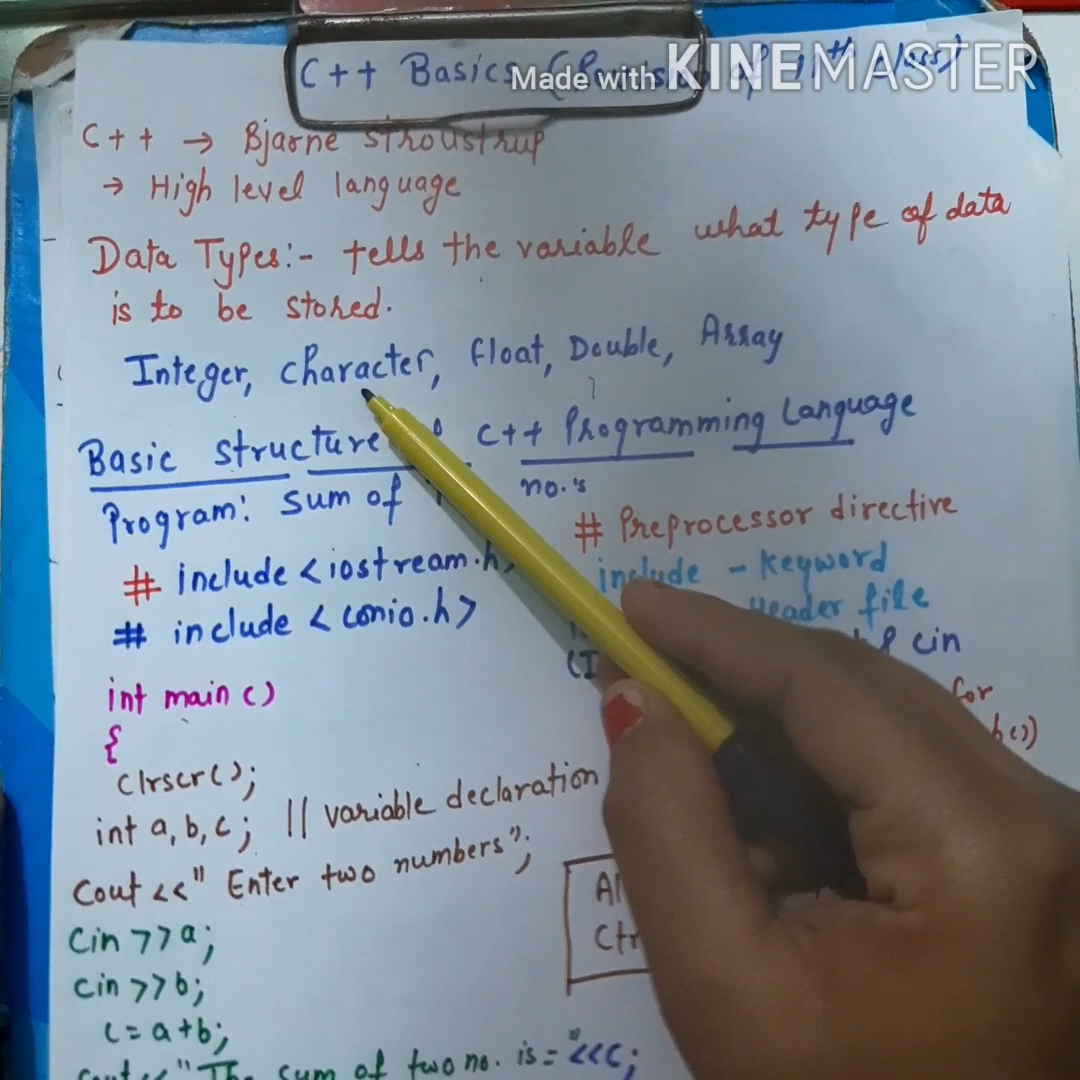 C++ Basics
Made with KINEMASTER
C++ → Bjarne Stroustrup
→ High level language
Data Types:- tells the variable what type of data
is to be stored.
Integer, Character, Float, Double, Array
Basic structure C++ Programming Language
Program: Sum of no.'s
# Preprocessor directive
# include <iostream.h>
include - Keyword
# include <conio.h>
Header file
& cin
int main ()
for
{
clrscr();
int a, b, c; || variable declaration
Cout <<" Enter two numbers";
Cin >>a;
Cin >>b;
c = a+b;
cout <<" The sum of two no. is = "<<c;